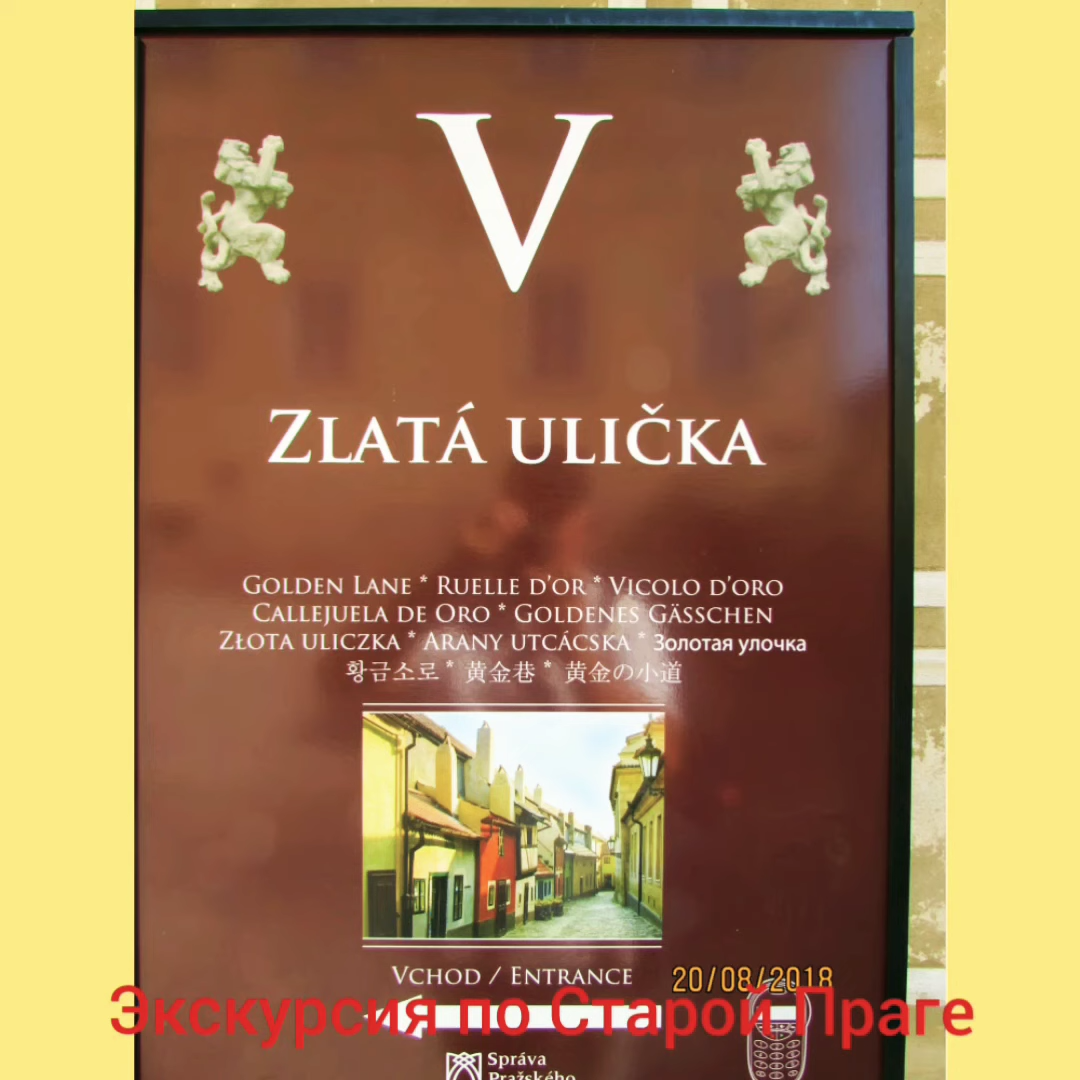 V
ZLATÁ ULIČKA
GOLDEN LANE * RUELLE D'OR * VICOLO D'ORO
CALLEJUELA DE ORO * GOLDENES GÄSSCHEN
ZŁOTA ULICZKA * ARANY UTCÁCSKA * Золотая улочка
황금소로 * 黄金巷 * 黄金の小道
VCHOD / ENTRANCE
20/08/2018
Экскурсия по Старой Праге
Správa
Pražského